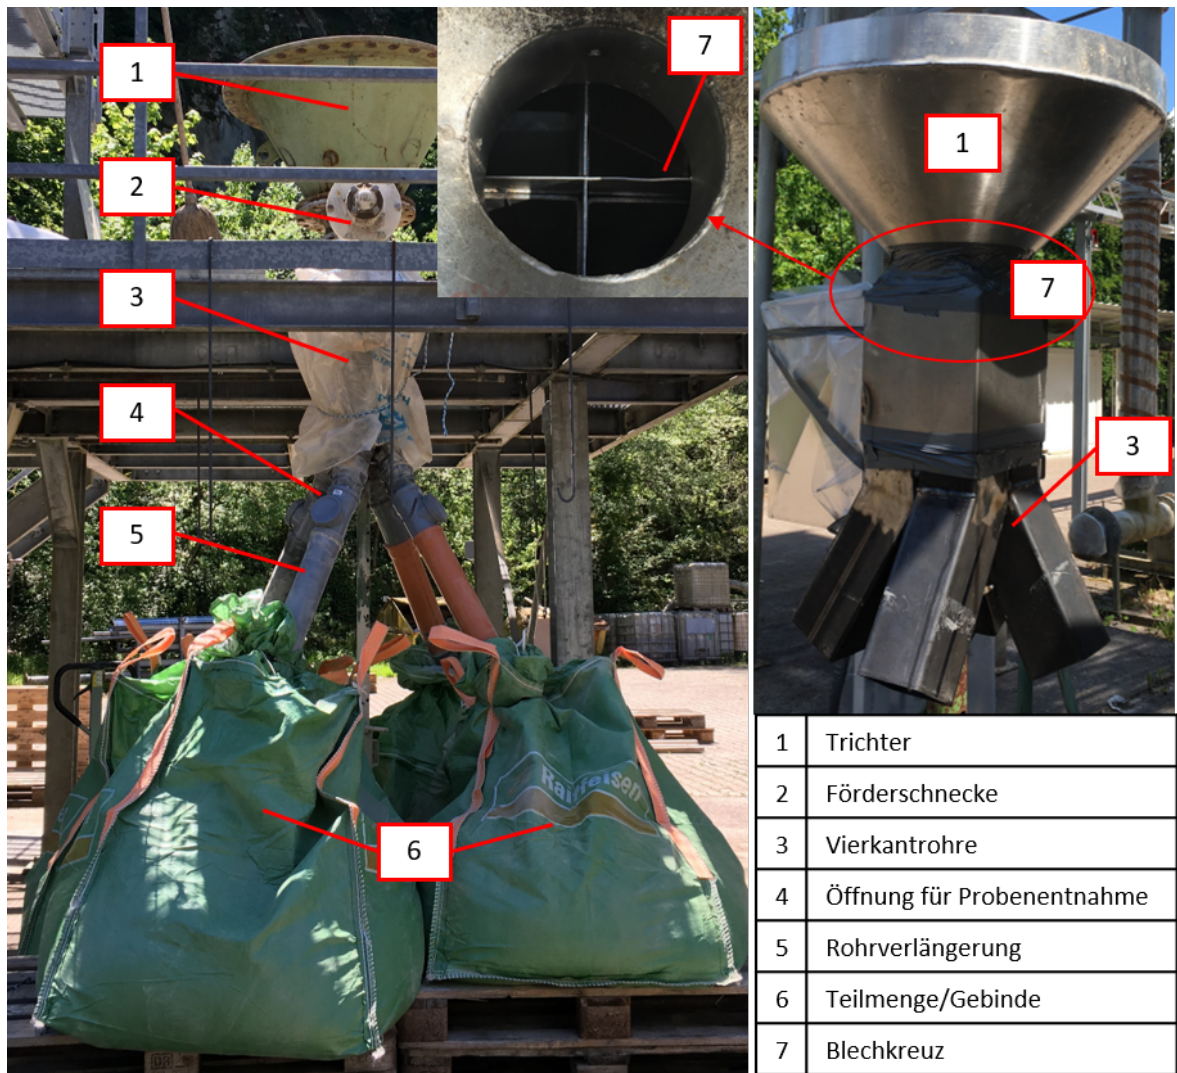 1
2
3
4
5
6
7
1
7
3
Raiffeisen
1 Trichter
2 Förderschnecke
3 Vierkantrohre
4 Öffnung für Probenentnahme
5 Rohrverlängerung
6 Teilmenge/Gebinde
7 Blechkreuz